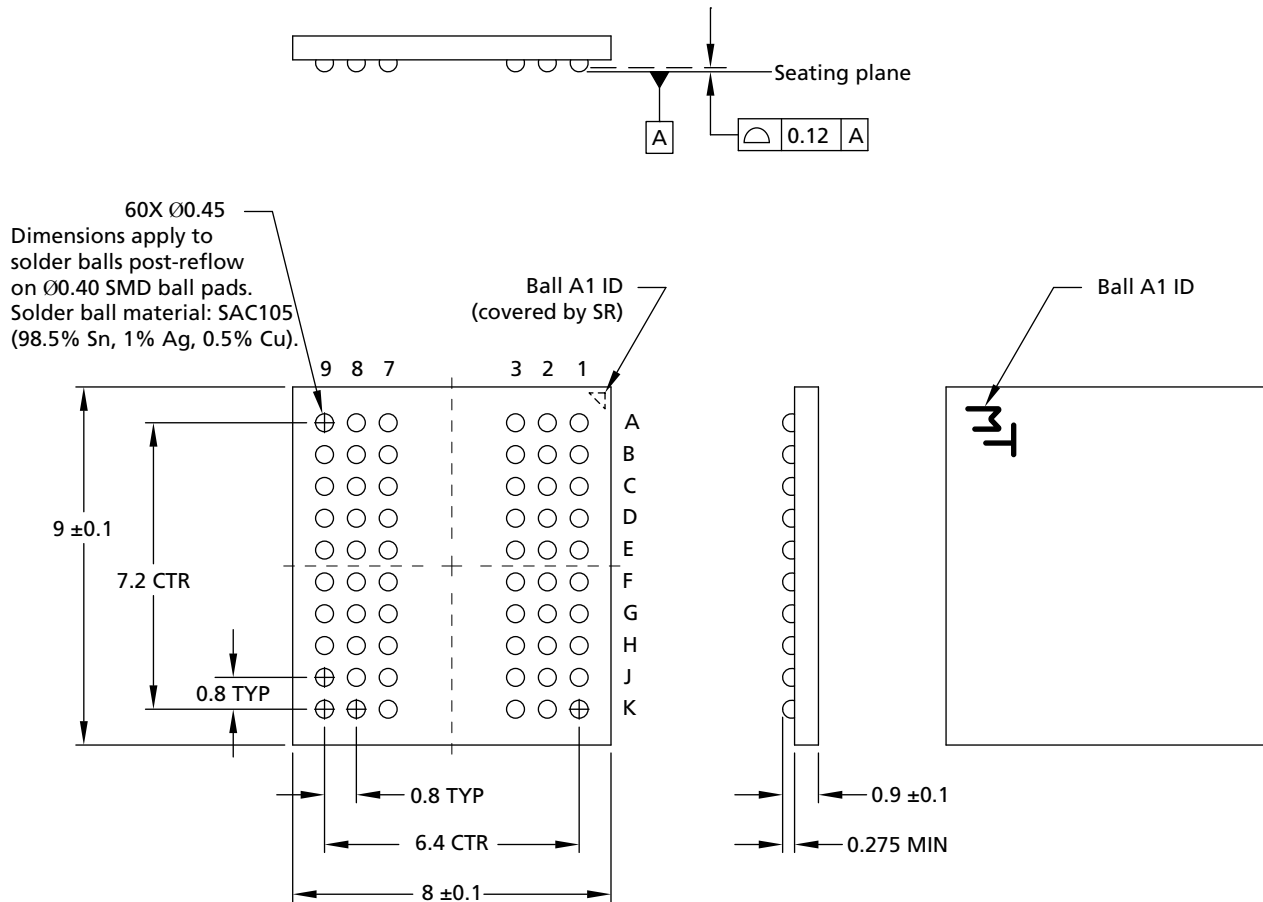 Seating plane
A
0.12 A
60X Ø0.45
Dimensions apply to
solder balls post-reflow
on Ø0.40 SMD ball pads.
Solder ball material: SAC105
(98.5% Sn, 1% Ag, 0.5% Cu).
Ball A1 ID
(covered by SR)
Ball A1 ID
9 8 7 3 2 1
A
B
C
D
E
F
G
H
J
K
9 ±0.1
7.2 CTR
0.8 TYP
0.8 TYP
6.4 CTR
8 ±0.1
0.9 ±0.1
0.275 MIN